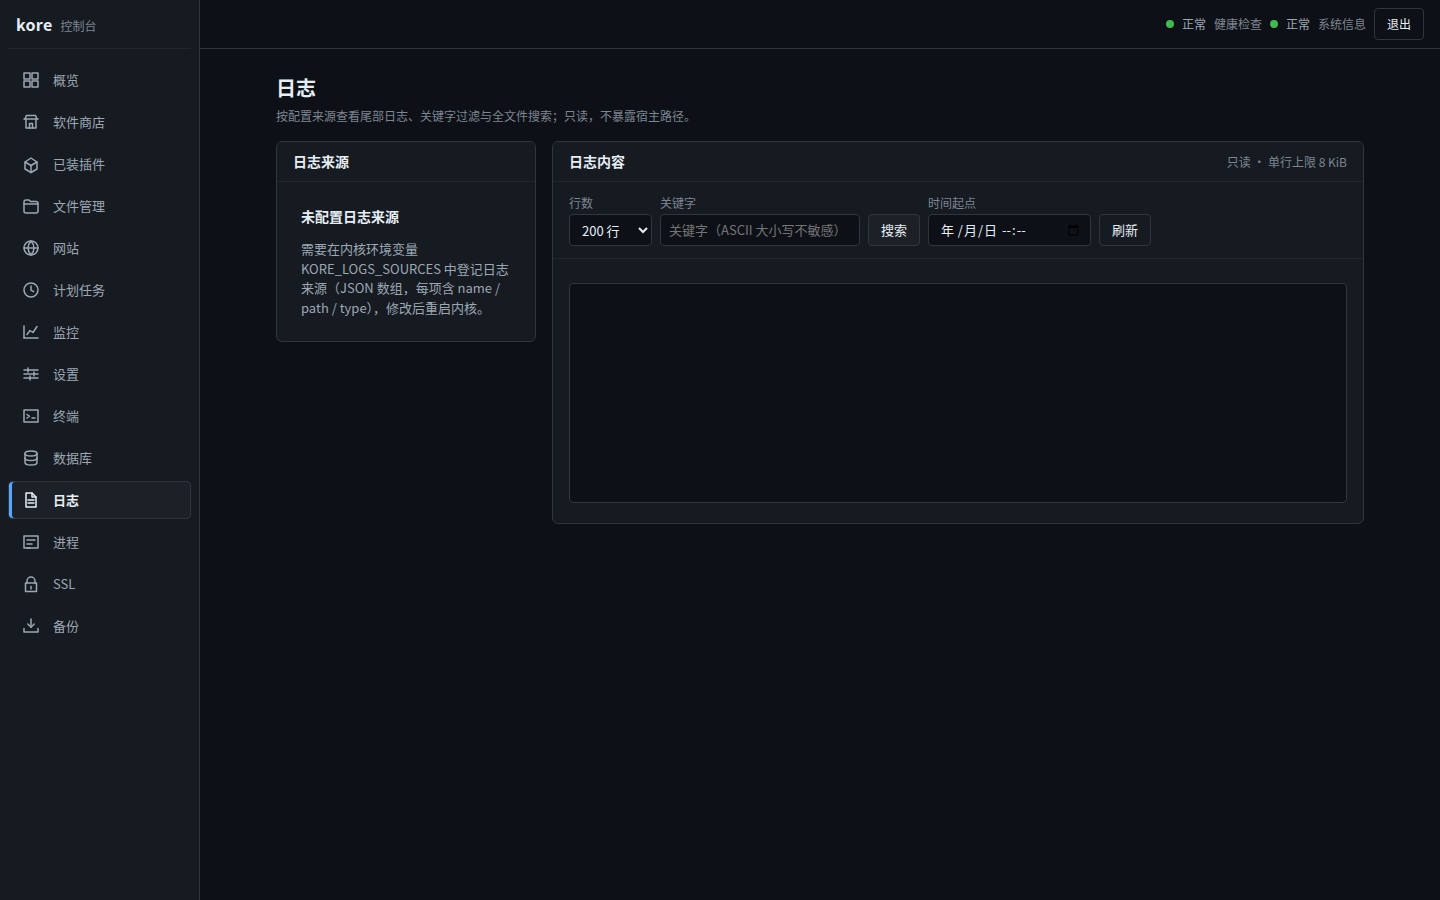 kore 控制台
正常 健康检查 正常 系统信息 退出
概览
软件商店
已装插件
文件管理
网站
计划任务
监控
设置
终端
数据库
日志
进程
SSL
备份
日志
按配置来源查看尾部日志、关键字过滤与全文件搜索；只读，不暴露宿主路径。
日志来源
未配置日志来源
需要在内核环境变量
KORE_LOGS_SOURCES 中登记日志
来源（JSON 数组，每项含 name /
path / type），修改后重启内核。
日志内容
只读 · 单行上限 8 KiB
行数 关键字 时间起点
200 行 关键字（ASCII 大小写不敏感） 搜索 年 /月/日 --:-- 刷新